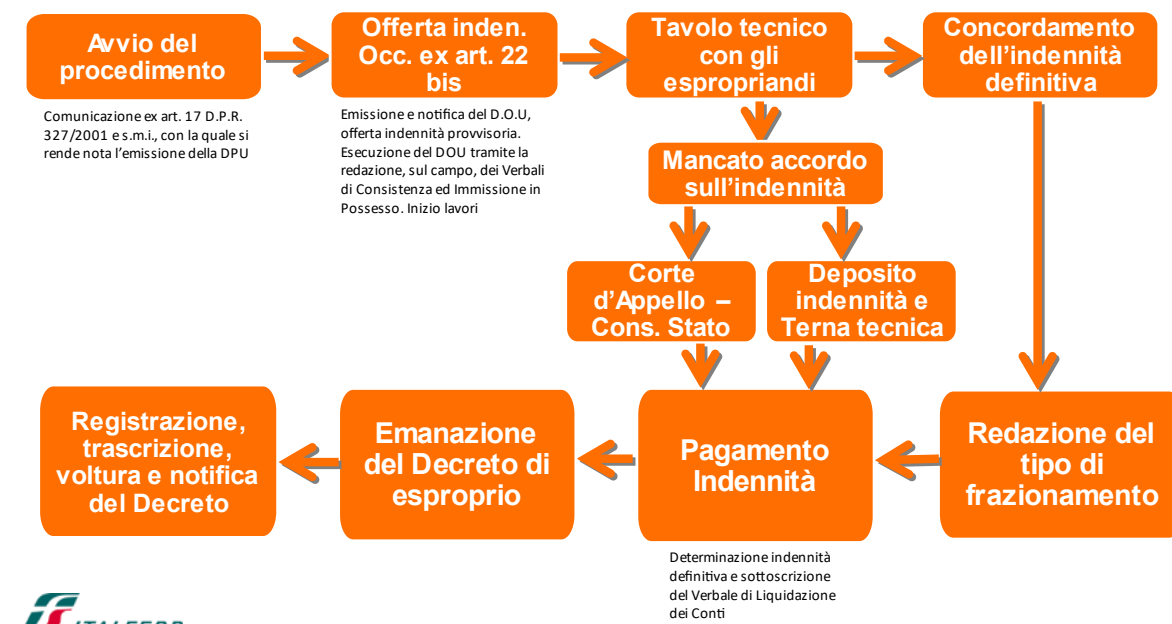 Avvio del
procedimento
Offerta inden.
Occ. ex art. 22
bis
Tavolo tecnico
con gli
espropriandi
Concordamento
dell'indennità
definitiva
Comunicazione ex art. 17 D.P.R.
327/2001 e s.m.i., con la quale si
rende nota l'emissione della DPU
Emissione e notifica del D.O.U,
offerta indennità provvisoria.
Esecuzione del DOU tramite la
redazione, sul campo, dei Verbali
di Consistenza ed Immissione in
Possesso. Inizio lavori
Mancato accordo
sull'indennità
Corte
d'Appello –
Cons. Stato
Deposito
indennità e
Terna tecnica
Registrazione,
trascrizione,
voltura e notifica
del Decreto
Emanazione
del Decreto di
esproprio
Pagamento
Indennità
Redazione del
tipo di
frazionamento
Determinazione indennità
definitiva e sottoscrizione
del Verbale di Liquidazione
dei Conti
ITALFERR